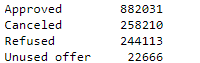 Approved 882031
Canceled 258210
Refused 244113
Unused offer 22666